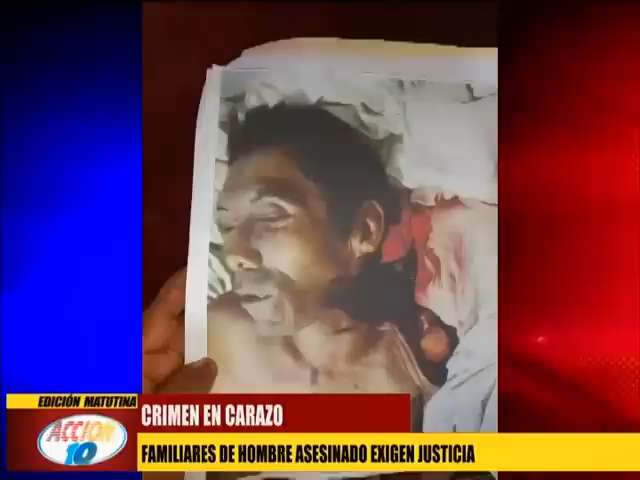 EDICIÓN MATUTINA
CRIMEN EN CARAZO
ACCION
10
FAMILIARES DE HOMBRE ASESINADO EXIGEN JUSTICIA